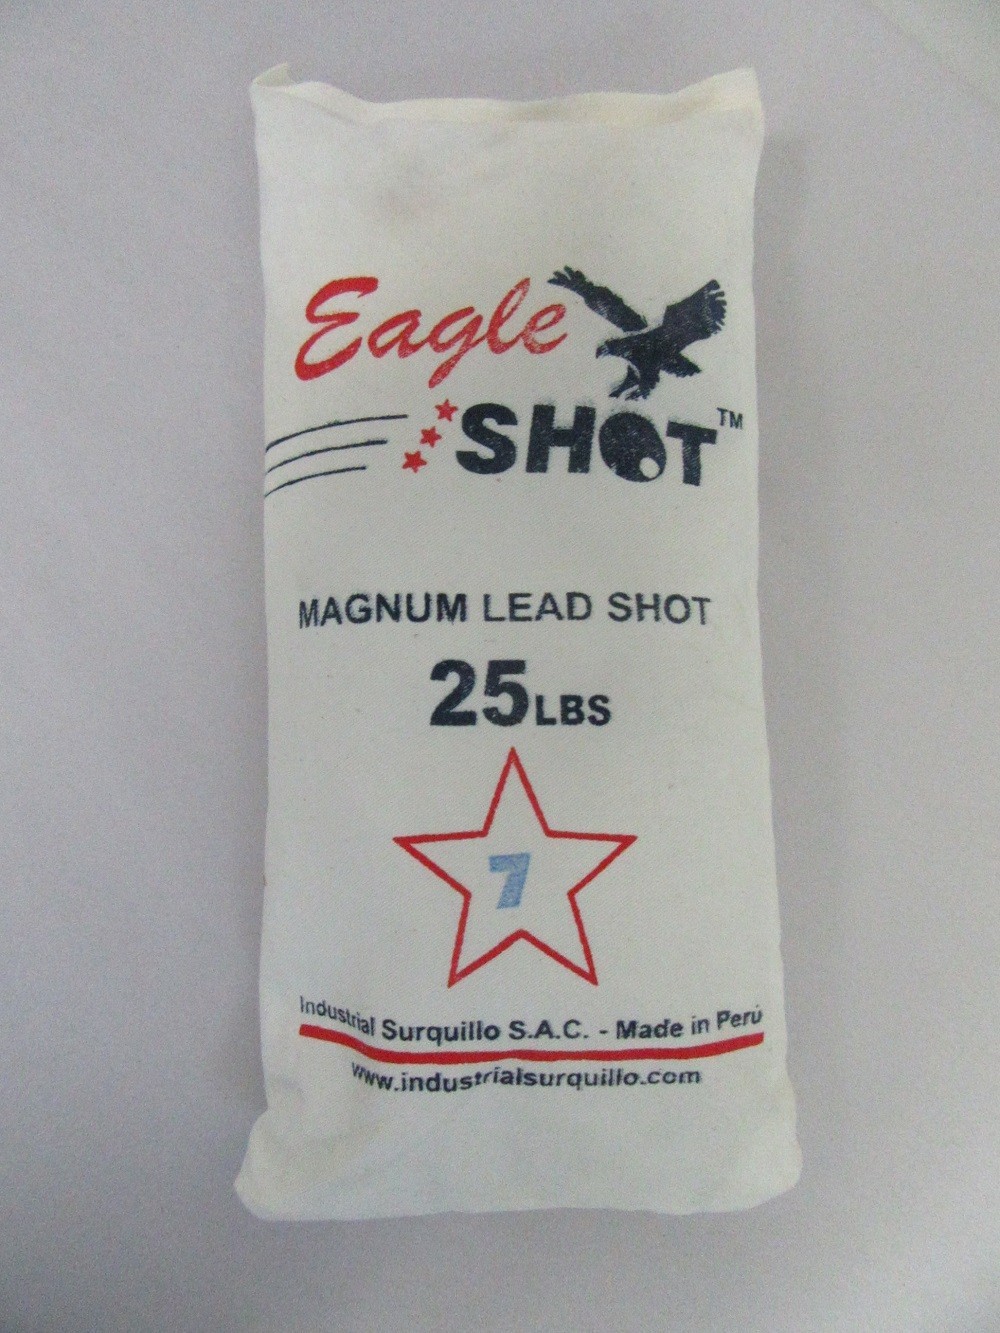 Eagle
SHOT™
MAGNUM LEAD SHOT
25LBS
7
Industrial Surquillo S.A.C. - Made in Perú
www.industrialsurquillo.com